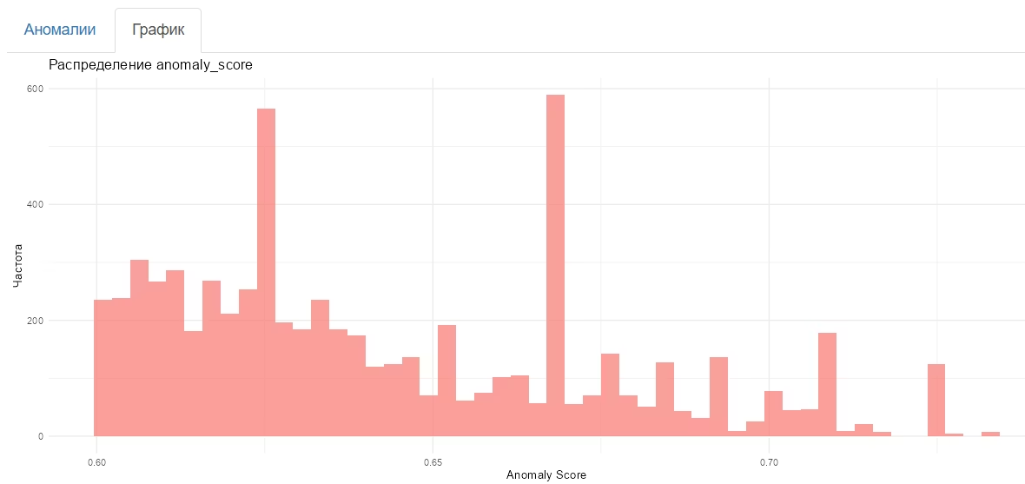 Аномалии График
Распределение anomaly_score
600
400
200
0
Частота
0.60 0.65 0.70
Anomaly Score